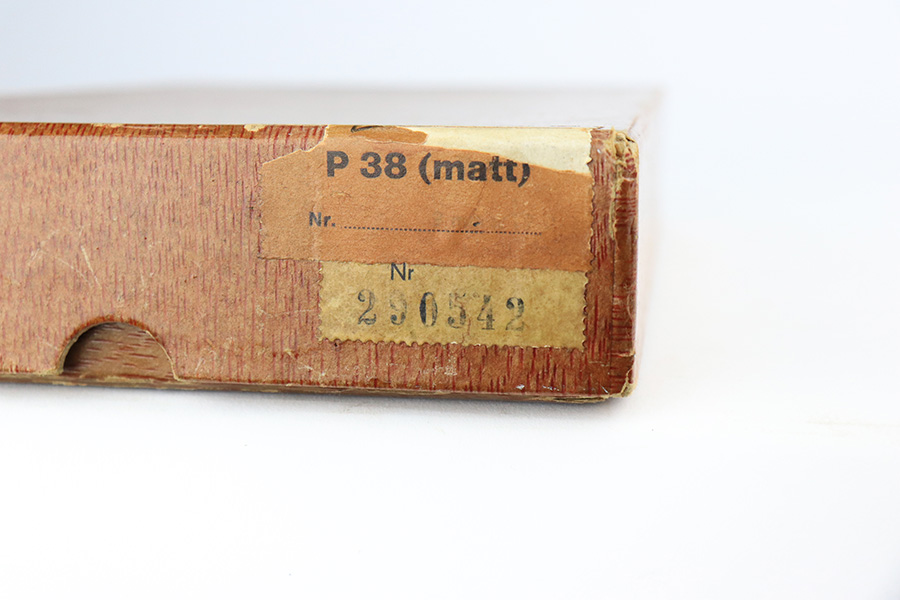 P 38 (matt)
Nr.
Nr
290542